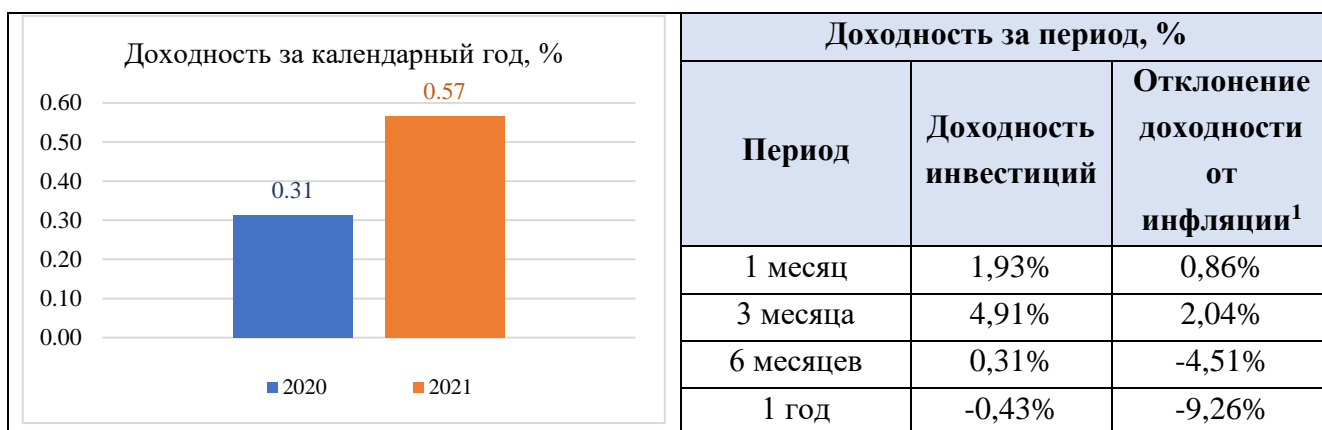 Доходность за календарный год, %
0.60
0.50
0.40
0.30
0.20
0.10
0.00
0.31
0.57
2020
2021
Доходность за период, %
Период
Доходность
инвестиций
Отклонение
доходности
от
инфляции¹
1 месяц 1,93% 0,86%
3 месяца 4,91% 2,04%
6 месяцев 0,31% -4,51%
1 год -0,43% -9,26%